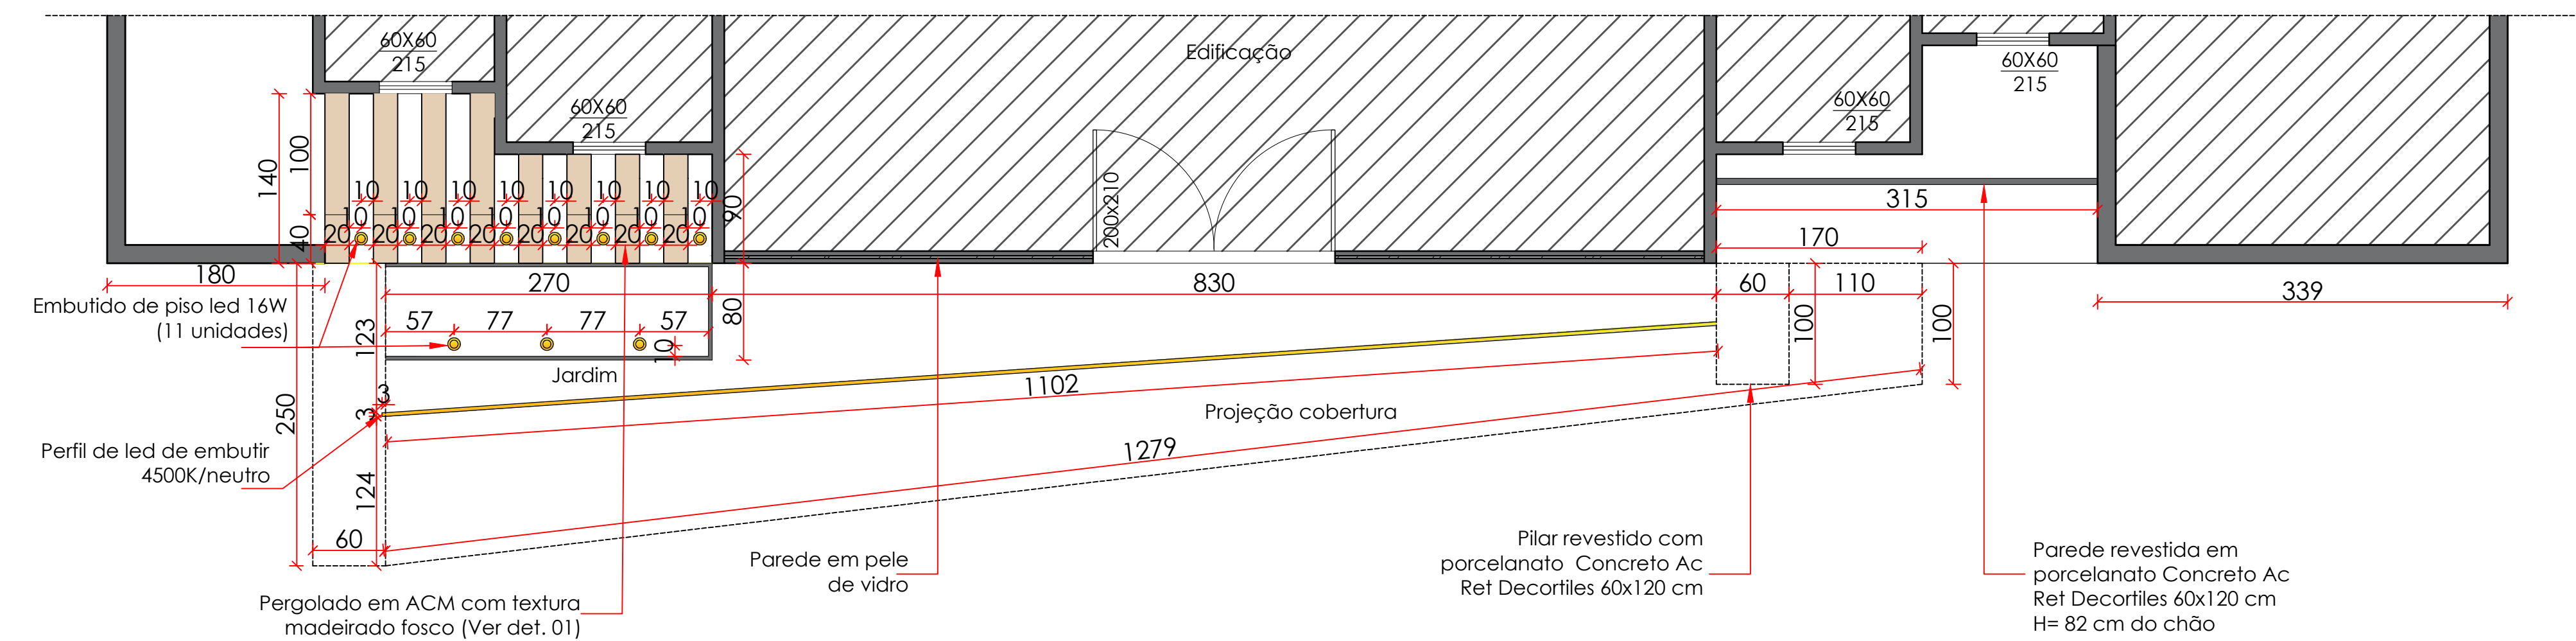 60X60
215
Edificação
60X60
215
60X60
215
60X60
215
140
100
40
10 10 10 10 10 10 10 10
10 10 10 10 10 10 10 10
20 20 20 20 20 20 20 20
90
200x210
315
170
180
270
830
60
110
339
Embutido de piso led 16W
(11 unidades)
123
57
77
77
57
10
80
100
100
Jardim
3
3
1102
Projeção cobertura
250
Perfil de led de embutir
4500K/neutro
124
1279
60
Parede em pele
de vidro
Pilar revestido com
porcelanato Concreto Ac
Ret Decortiles 60x120 cm
Parede revestida em
porcelanato Concreto Ac
Ret Decortiles 60x120 cm
H= 82 cm do chão
Pergolado em ACM com textura
madeirado fosco (Ver det. 01)